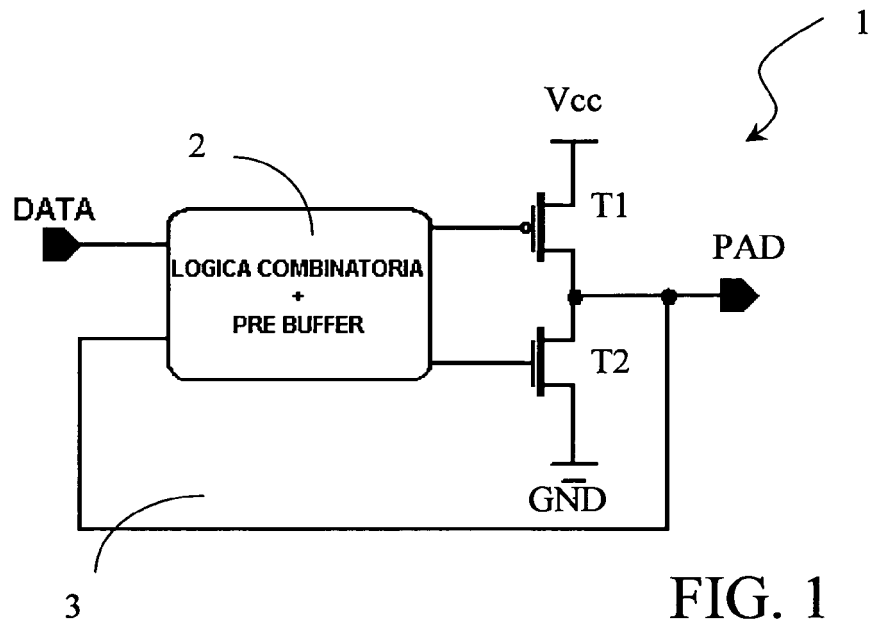 1
Vcc
2
DATA
T1
LOGICA COMBINATORIA
+
PRE BUFFER
PAD
T2
GND
3
FIG. 1